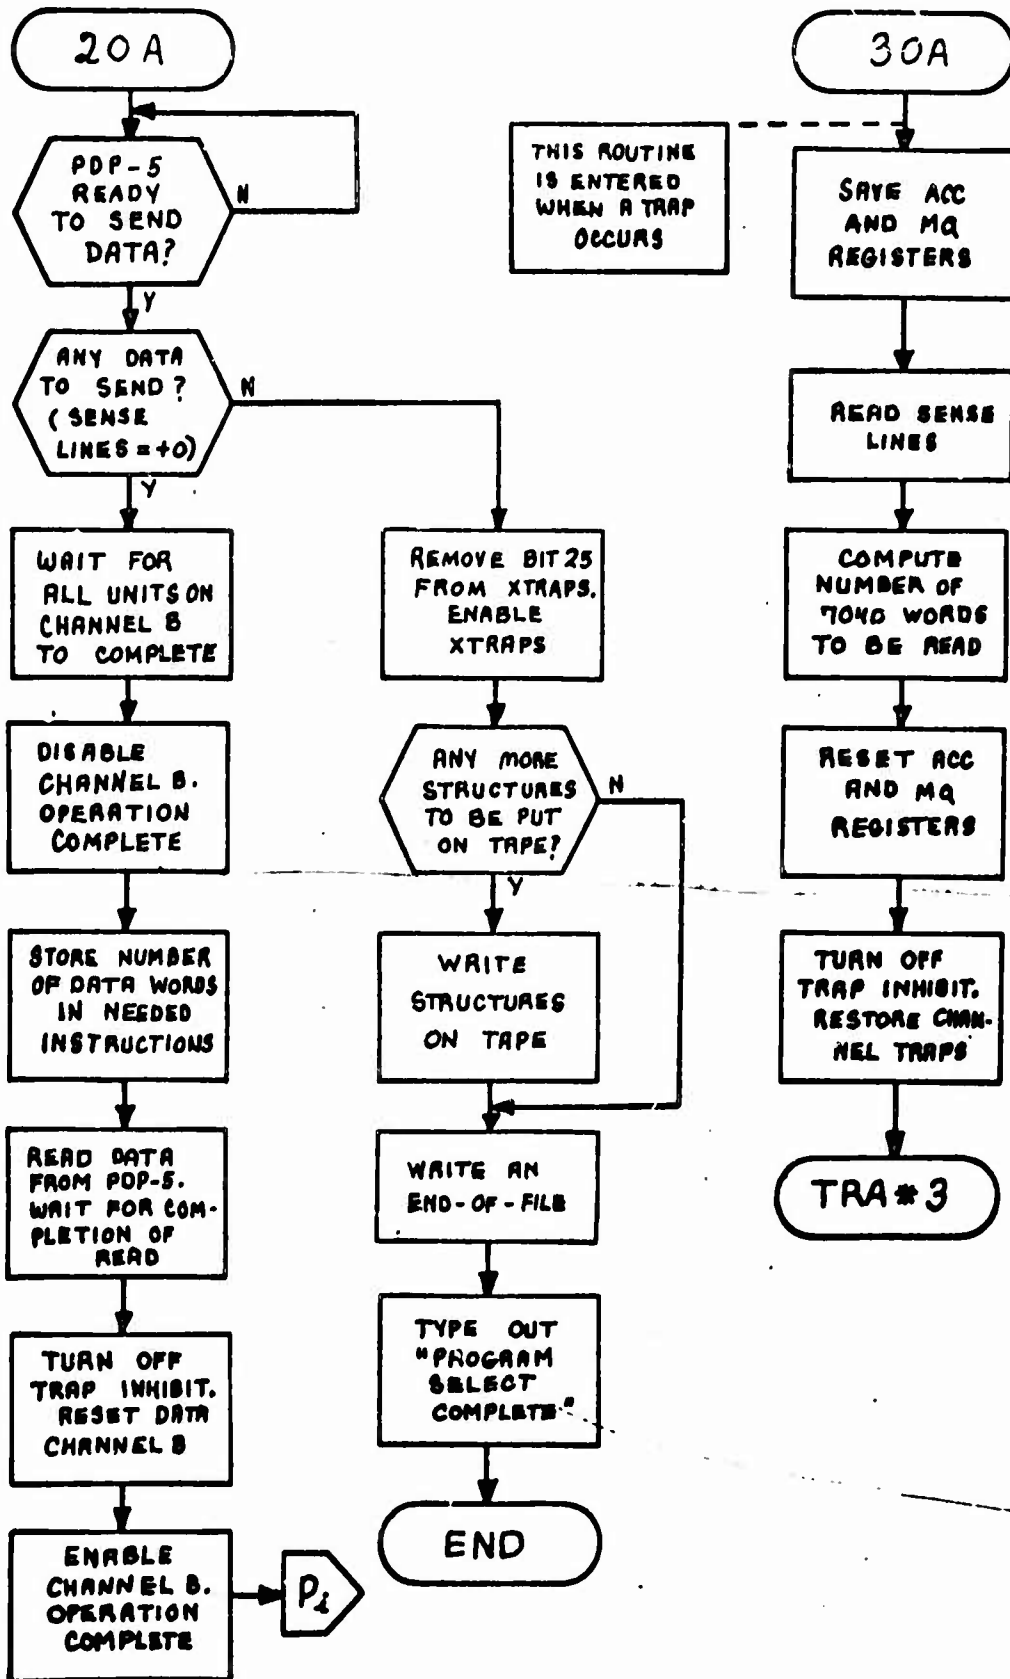 20A
PDP-5
READY
TO SEND
DATA?
N
Y
ANY DATA
TO SEND?
(SENSE
LINES=+0)
N
Y
WAIT FOR
ALL UNITS ON
CHANNEL B
TO COMPLETE
DISABLE
CHANNEL B.
OPERATION
COMPLETE
STORE NUMBER
OF DATA WORDS
IN NEEDED
INSTRUCTIONS
READ DATA
FROM PDP-5.
WAIT FOR COM-
PLETION OF
READ
TURN OFF
TRAP INHIBIT.
RESET DATA
CHANNEL B
ENABLE
CHANNEL B.
OPERATION
COMPLETE
Pi
REMOVE BIT 25
FROM XTRAPS.
ENABLE
XTRAPS
ANY MORE
STRUCTURES
TO BE PUT
ON TAPE?
N
Y
WRITE
STRUCTURES
ON TAPE
WRITE AN
END-OF-FILE
TYPE OUT
"PROGRAM
SELECT
COMPLETE"
END
30A
THIS ROUTINE
IS ENTERED
WHEN A TRAP
OCCURS
SAVE ACC
AND MQ
REGISTERS
READ SENSE
LINES
COMPUTE
NUMBER OF
7040 WORDS
TO BE READ
RESET ACC
AND MQ
REGISTERS
TURN OFF
TRAP INHIBIT.
RESTORE CHAN-
NEL TRAPS
TRA*3